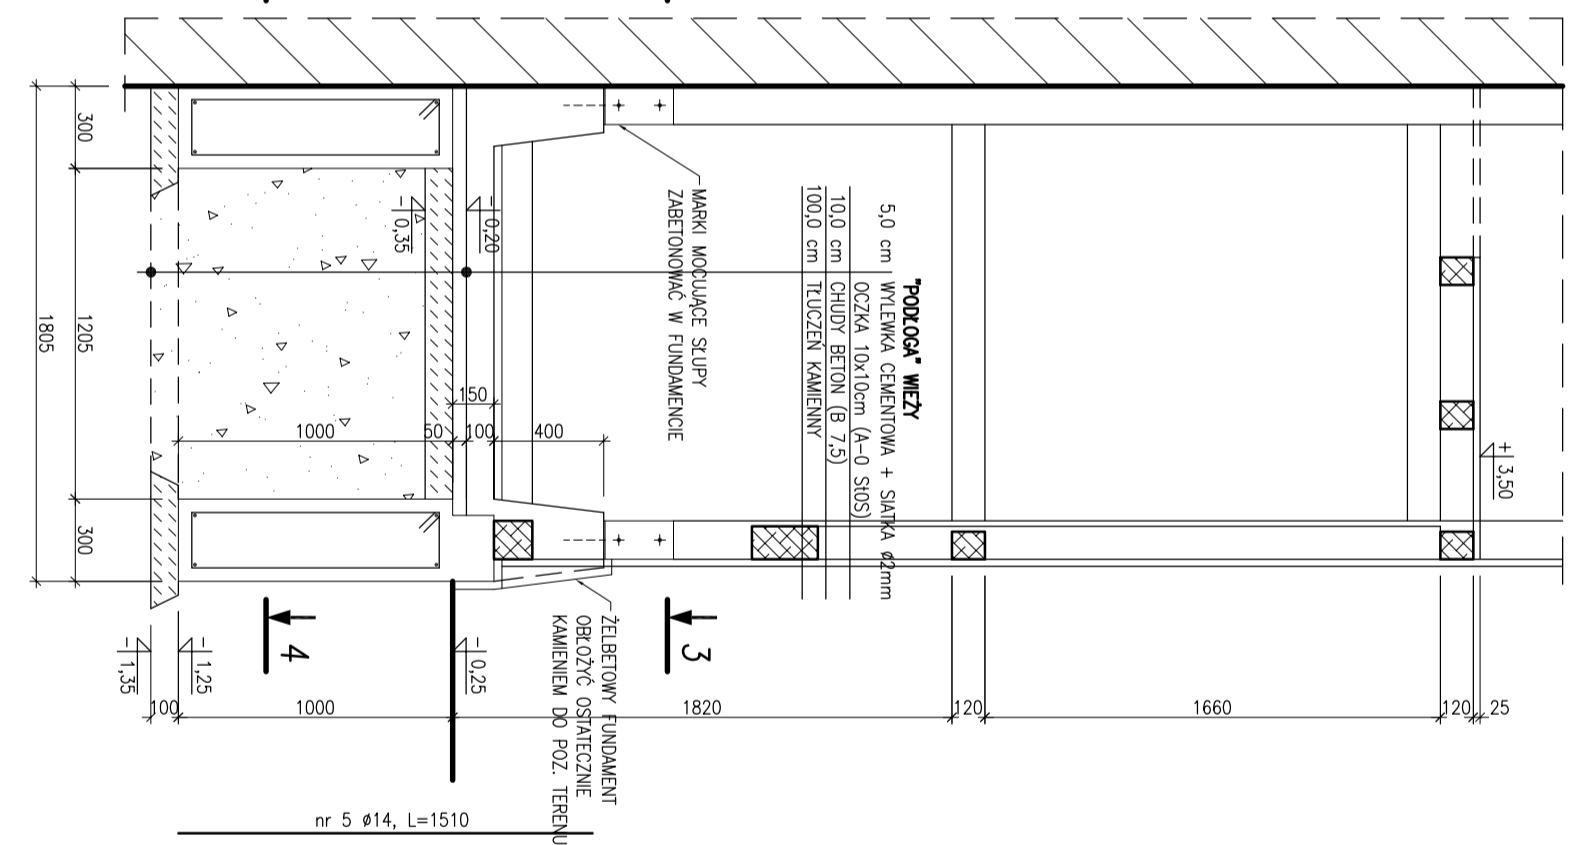 300
1205
300
1805
- 0,35
- 0,20
MARKI MOCUJĄCE SŁUPY
ZABETONOWAĆ W FUNDAMENCIE
"PODŁOGA" WIEŻY
5,0 cm WYLEWKA CEMENTOWA + SIATKA ø2mm
OCZKA 10x10cm (A-0 St0S)
10,0 cm CHUDY BETON (B 7,5)
100,0 cm TŁUCZEŃ KAMIENNY
150
1000
50
100
400
+ 3,50
ŻELBETOWY FUNDAMENT
OBŁOŻYĆ OSTATECZNIE
KAMIENIEM DO POZ. TERENU
4
3
- 1,35
- 1,25
- 0,25
100
1000
1820
120
1660
120
25
nr 5 ø14, L=1510